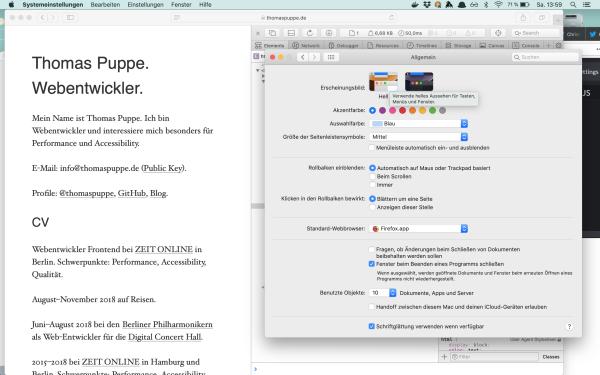 Systemeinstellungen Bearbeiten Einstellungen Fenster Hilfe
71 % Sa. 13:59
thomaspuppe.de
1 6,68 KB 50,0ms
Search
Elements Network Debugger Resources Timelines Storage Canvas Console
Thomas Puppe.
Webentwickler.
Mein Name ist Thomas Puppe. Ich bin
Webentwickler und interessiere mich besonders für
Performance und Accessibility.
E-Mail: info@thomaspuppe.de (Public Key).
Profile: @thomaspuppe, GitHub, Blog.
CV
Webentwickler Frontend bei ZEIT ONLINE in
Berlin. Schwerpunkte: Performance, Accessibility,
Qualität.
August–November 2018 auf Reisen.
Juni–August 2018 bei den Berliner Philharmonikern
als Web-Entwickler für die Digital Concert Hall.
2015–2018 bei ZEIT ONLINE in Hamburg und
Berlin. Schwerpunkte: Performance, Accessibility
Allgemein
Suchen
Erscheinungsbild:
Hell
Verwende helles Aussehen für Tasten,
Menüs und Fenster.
Akzentfarbe:
Auswahlfarbe: Blau
Größe der Seitenleistensymbole: Mittel
Menüleiste automatisch ein- und ausblenden
Rollbalken einblenden: Automatisch auf Maus oder Trackpad basiert
Beim Scrollen
Immer
Klicken in den Rollbalken bewirkt: Blättern um eine Seite
Anzeigen dieser Stelle
Standard-Webbrowser: Firefox.app
Fragen, ob Änderungen beim Schließen von Dokumenten
beibehalten werden sollen
Fenster beim Beenden eines Programms schließen
Wenn ausgewählt, werden geöffnete Dokumente und Fenster beim erneuten Öffnen eines
Programms nicht wiederhergestellt.
Benutzte Objekte: 10 Dokumente, Apps und Server
Handoff zwischen diesem Mac und deinen iCloud-Geräten erlauben
Schriftglättung verwenden wenn verfügbar
?
html {
display: block;
Filter
Classes